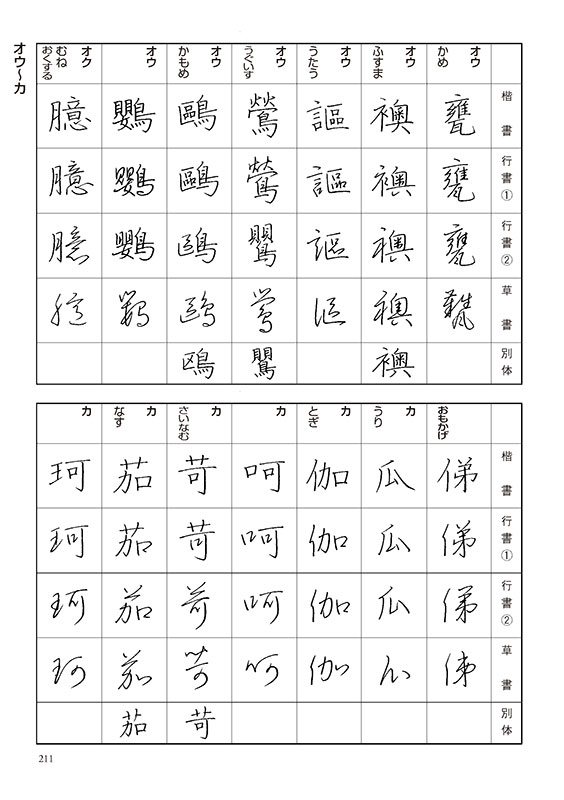 オウ～カ
楷書 行書① 行書② 草書 別体
オウ
かめ
甕 甕 甕 甕
オウ
ふすま
襖 襖 襖 襖 襖
オウ
うたう
謳 謳 謳 謳
オウ
うぐいす
鶯 鶯 鸎 鶯 鸎
オウ
かもめ
鷗 鷗 鷗 鷗 鴎
オウ
鸚 鸚 鸚 鸚
オク
むね
おくする
臆 臆 臆 臆
楷書 行書① 行書② 草書 別体
おもかげ
俤 俤 俤 俤
カ
うり
瓜 瓜 瓜 瓜
カ
とぎ
伽 伽 伽 伽
カ
呵 呵 呵 呵
カ
さいなむ
苛 苛 苛 苛 苛
カ
なす
茄 茄 茄 茄 茄
カ
珂 珂 珂 珂
211